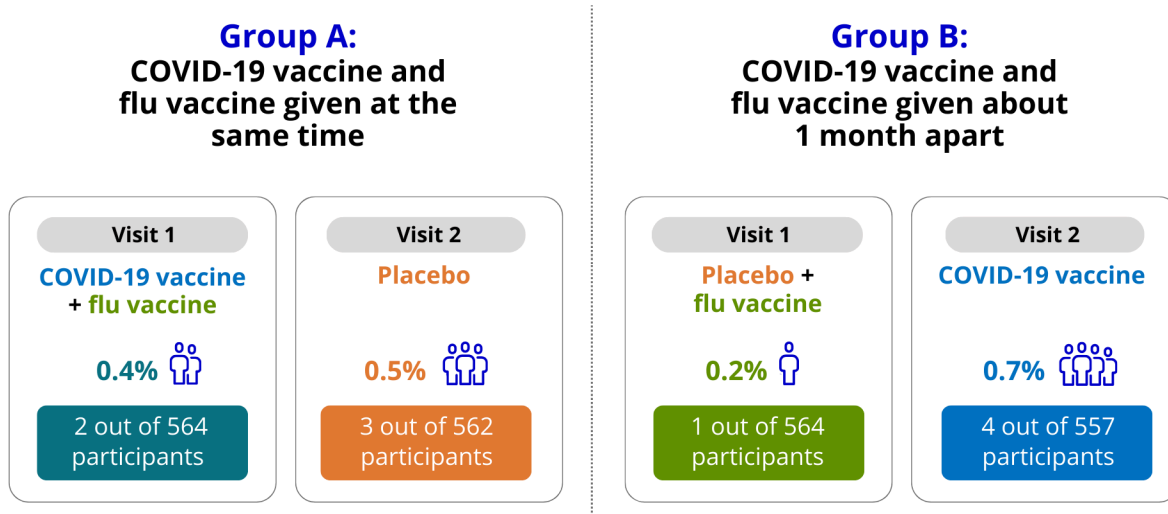 Group A:
COVID-19 vaccine and
flu vaccine given at the
same time
Visit 1
COVID-19 vaccine
+ flu vaccine
0.4%
2 out of 564
participants
Visit 2
Placebo
0.5%
3 out of 562
participants
Group B:
COVID-19 vaccine and
flu vaccine given about
1 month apart
Visit 1
Placebo +
flu vaccine
0.2%
1 out of 564
participants
Visit 2
COVID-19 vaccine
0.7%
4 out of 557
participants